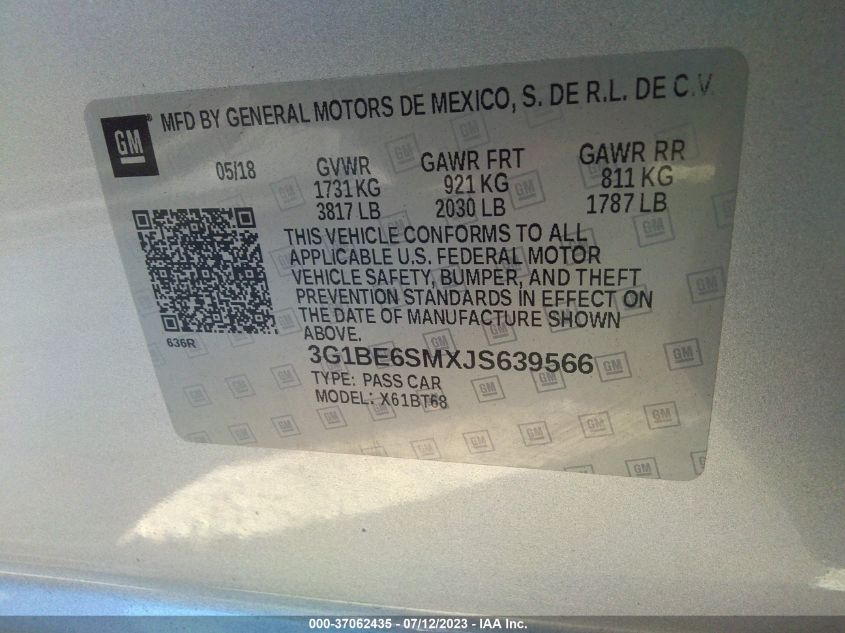 GM
® MFD BY GENERAL MOTORS DE MEXICO, S. DE R.L. DE C.V.
05/18 GVWR GAWR FRT GAWR RR
1731 KG 921 KG 811 KG
3817 LB 2030 LB 1787 LB
THIS VEHICLE CONFORMS TO ALL
APPLICABLE U.S. FEDERAL MOTOR
VEHICLE SAFETY, BUMPER, AND THEFT
PREVENTION STANDARDS IN EFFECT ON
THE DATE OF MANUFACTURE SHOWN
ABOVE.
636R
3G1BE6SMXJS639566
TYPE: PASS CAR
MODEL: X61BT68
000-37062435 - 07/12/2023 - IAA Inc.